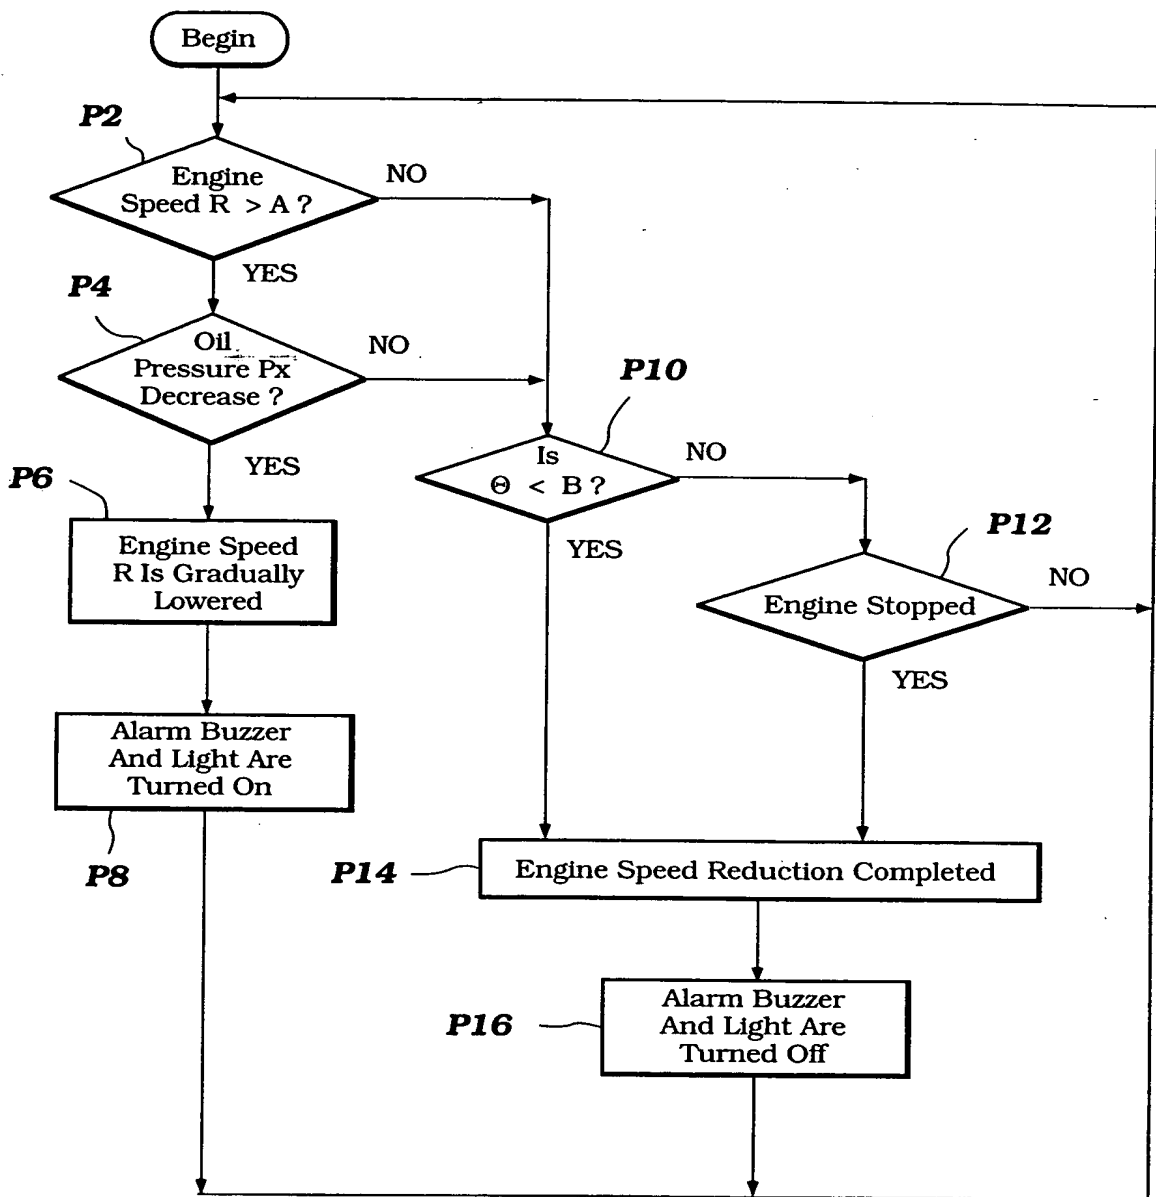 Begin
P2
Engine
Speed R > A ?
NO
YES
P4
Oil
Pressure Px
Decrease ?
NO
YES
P10
Is
Θ < B ?
NO
YES
P6
Engine Speed
R Is Gradually
Lowered
P12
Engine Stopped
NO
YES
Alarm Buzzer
And Light Are
Turned On
P8
P14
Engine Speed Reduction Completed
P16
Alarm Buzzer
And Light Are
Turned Off